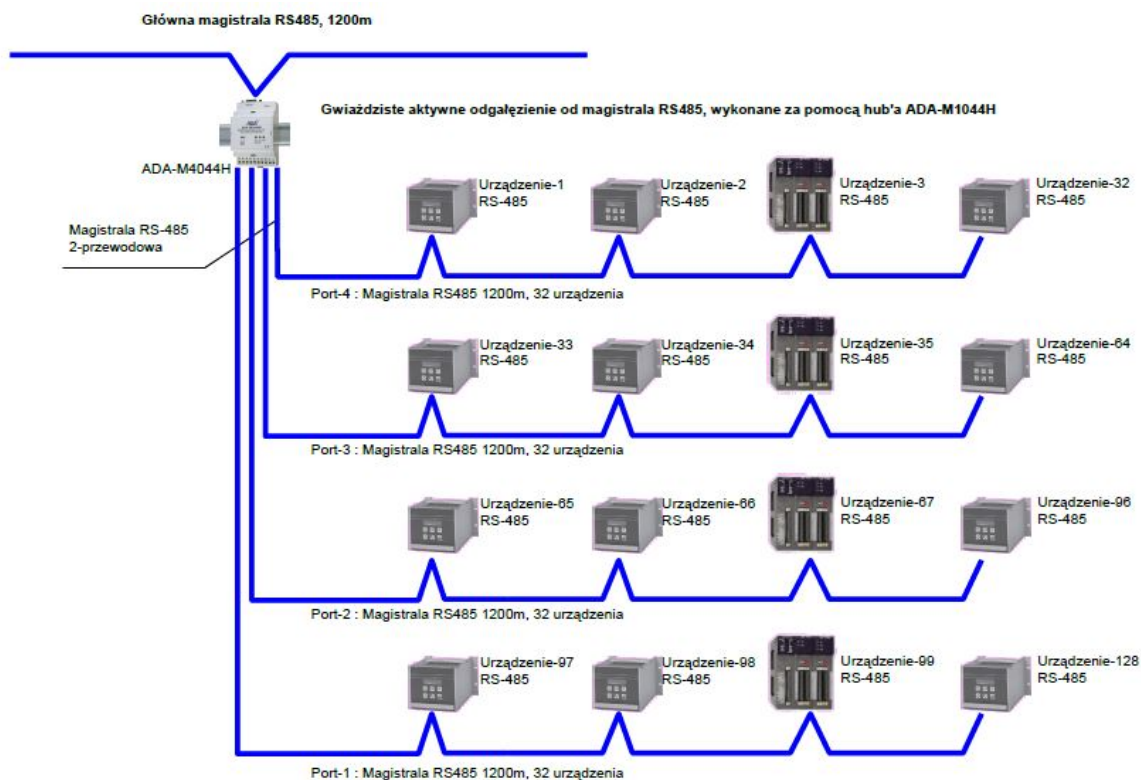 Główna magistrala RS485, 1200m
Gwiaździste aktywne odgałęzienie od magistrala RS485, wykonane za pomocą hub'a ADA-M1044H
ADA-M4044H
Magistrala RS-485
2-przewodowa
Urządzenie-1
RS-485
Urządzenie-2
RS-485
Urządzenie-3
RS-485
Urządzenie-32
RS-485
Port-4 : Magistrala RS485 1200m, 32 urządzenia
Urządzenie-33
RS-485
Urządzenie-34
RS-485
Urządzenie-35
RS-485
Urządzenie-64
RS-485
Port-3 : Magistrala RS485 1200m, 32 urządzenia
Urządzenie-65
RS-485
Urządzenie-66
RS-485
Urządzenie-67
RS-485
Urządzenie-96
RS-485
Port-2 : Magistrala RS485 1200m, 32 urządzenia
Urządzenie-97
RS-485
Urządzenie-98
RS-485
Urządzenie-99
RS-485
Urządzenie-128
RS-485
Port-1 : Magistrala RS485 1200m, 32 urządzenia